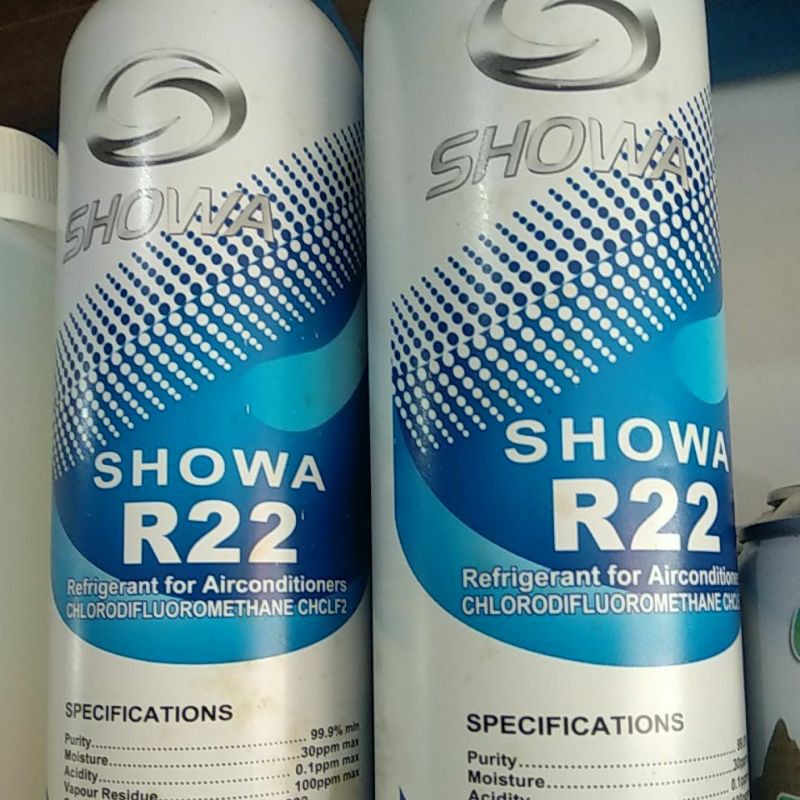 SHOWA
SHOWA
R22
Refrigerant for Airconditioners
CHLORODIFLUOROMETHANE CHCLF2
SPECIFICATIONS
Purity........................................ 99.9% min
Moisture................................. 30ppm max
Acidity.................................... 0.1ppm max
Vapour Residue..................... 100ppm max
SHOWA
SHOWA
R22
Refrigerant for
CHLORODIFLUOROMETHANE
SPECIFICATIONS
Purity
Moisture
Acidity